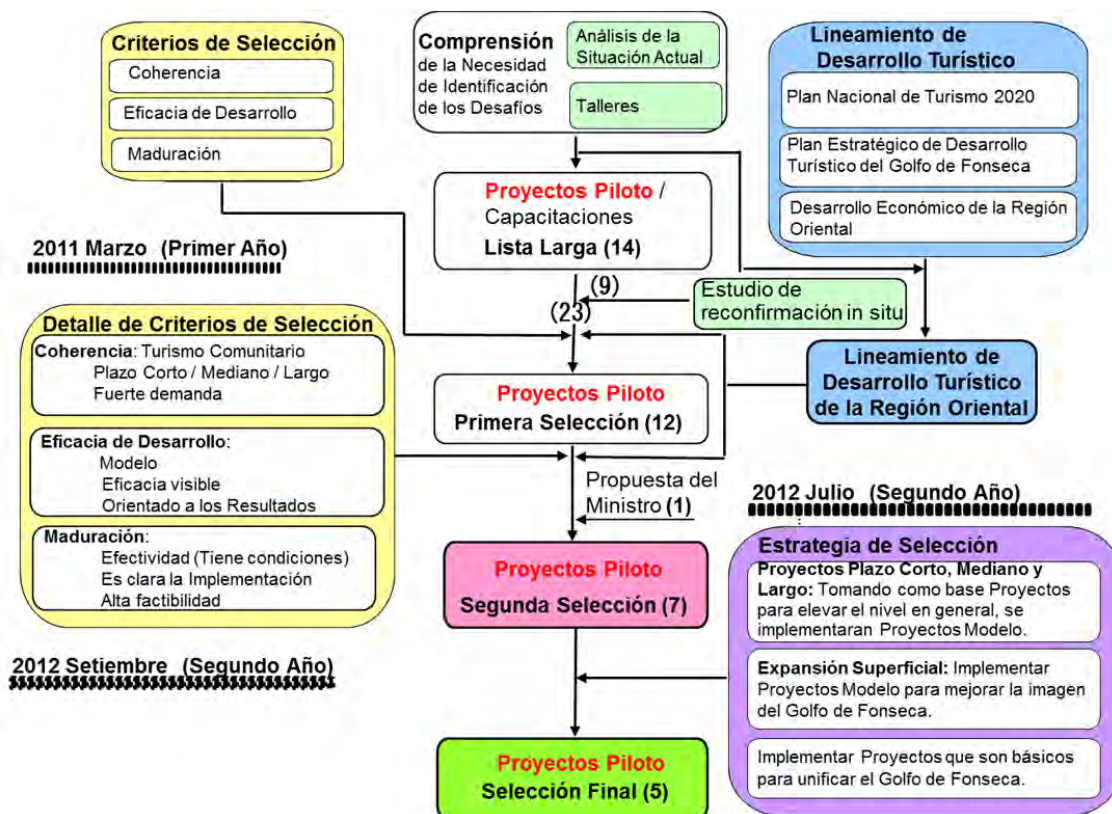 Criterios de Selección
Coherencia
Eficacia de Desarrollo
Maduración
Comprensión
de la Necesidad
de Identificación
de los Desafíos
Análisis de la
Situación Actual
Talleres
Lineamiento de
Desarrollo Turístico
Plan Nacional de Turismo 2020
Plan Estratégico de Desarrollo
Turístico del Golfo de Fonseca
Desarrollo Económico de la Región
Oriental
Proyectos Piloto /
Capacitaciones
Lista Larga (14)
2011 Marzo (Primer Año)
(9)
(23)
Estudio de
reconfirmación in situ
Detalle de Criterios de Selección
Coherencia: Turismo Comunitario
Plazo Corto / Mediano / Largo
Fuerte demanda
Eficacia de Desarrollo:
Modelo
Eficacia visible
Orientado a los Resultados
Maduración:
Efectividad (Tiene condiciones)
Es clara la Implementación
Alta factibilidad
Proyectos Piloto
Primera Selección (12)
Lineamiento de
Desarrollo Turístico
de la Región Oriental
Propuesta del
Ministro (1)
2012 Julio (Segundo Año)
Proyectos Piloto
Segunda Selección (7)
Estrategia de Selección
Proyectos Plazo Corto, Mediano y
Largo: Tomando como base Proyectos
para elevar el nivel en general, se
implementaran Proyectos Modelo.
Expansión Superficial: Implementar
Proyectos Modelo para mejorar la imagen
del Golfo de Fonseca.
Implementar Proyectos que son básicos
para unificar el Golfo de Fonseca.
2012 Setiembre (Segundo Año)
Proyectos Piloto
Selección Final (5)